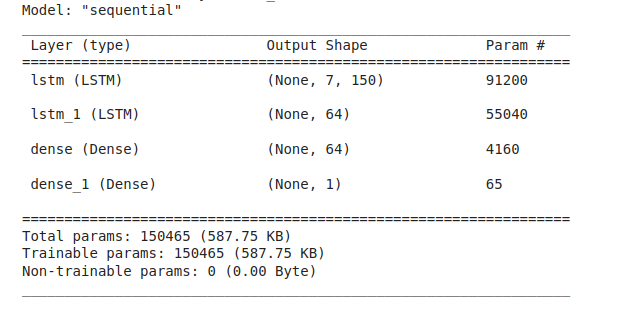 Model: "sequential"
_________________________________________________________________
Layer (type) Output Shape Param #
=================================================================
lstm (LSTM) (None, 7, 150) 91200
lstm_1 (LSTM) (None, 64) 55040
dense (Dense) (None, 64) 4160
dense_1 (Dense) (None, 1) 65
=================================================================
Total params: 150465 (587.75 KB)
Trainable params: 150465 (587.75 KB)
Non-trainable params: 0 (0.00 Byte)
_________________________________________________________________